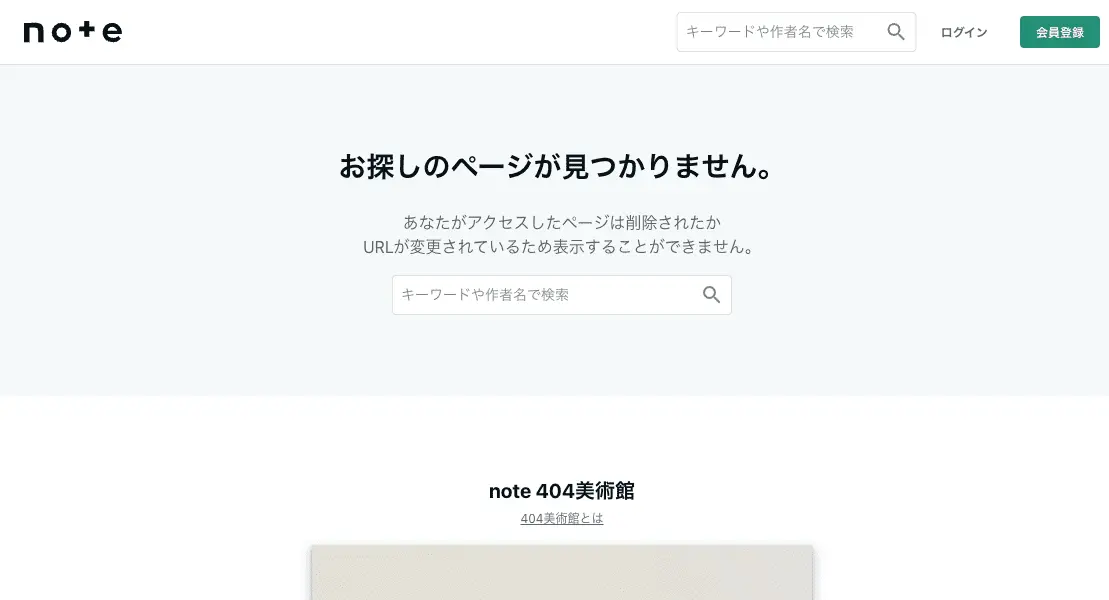 note
キーワードや作者名で検索
ログイン
会員登録
お探しのページが見つかりません。
あなたがアクセスしたページは削除されたか
URLが変更されているため表示することができません。
キーワードや作者名で検索
note 404美術館
404美術館とは